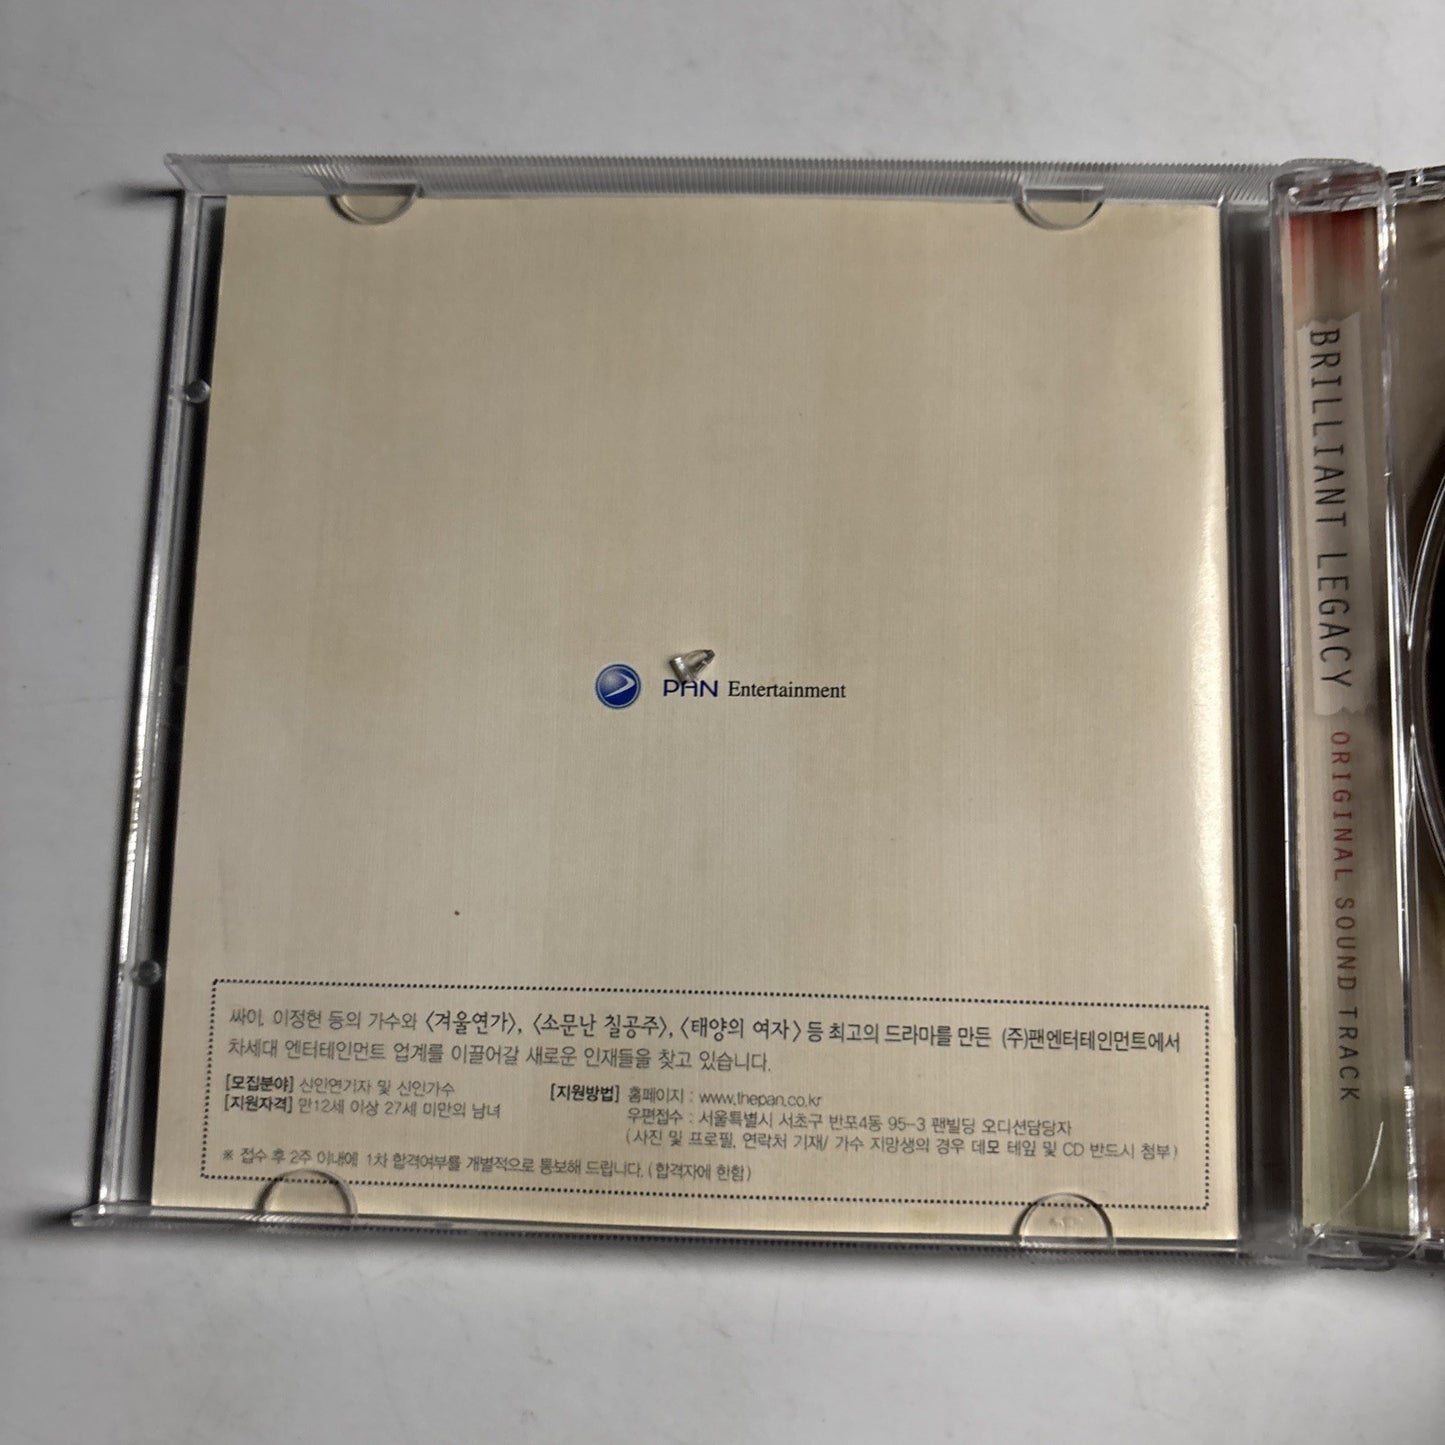 PAN Entertainment
싸이, 이정현 등의 가수와 〈겨울연가〉, 〈소문난 칠공주〉, 〈태양의 여자〉 등 최고의 드라마를 만든 (주)팬엔터테인먼트에서
차세대 엔터테인먼트 업계를 이끌어갈 새로운 인재들을 찾고 있습니다.
[모집분야] 신인연기자 및 신인가수
[지원자격] 만12세 이상 27세 미만의 남녀
[지원방법] 홈페이지 : www.thepan.co.kr
우편접수 : 서울특별시 서초구 반포4동 95-3 팬빌딩 오디션담당자
(사진 및 프로필, 연락처 기재/ 가수 지망생의 경우 데모 테잎 및 CD 반드시 첨부)
※ 접수 후 2주 이내에 1차 합격여부를 개별적으로 통보해 드립니다. (합격자에 한함)
BRILLIANT LEGACY ORIGINAL SOUND TRACK